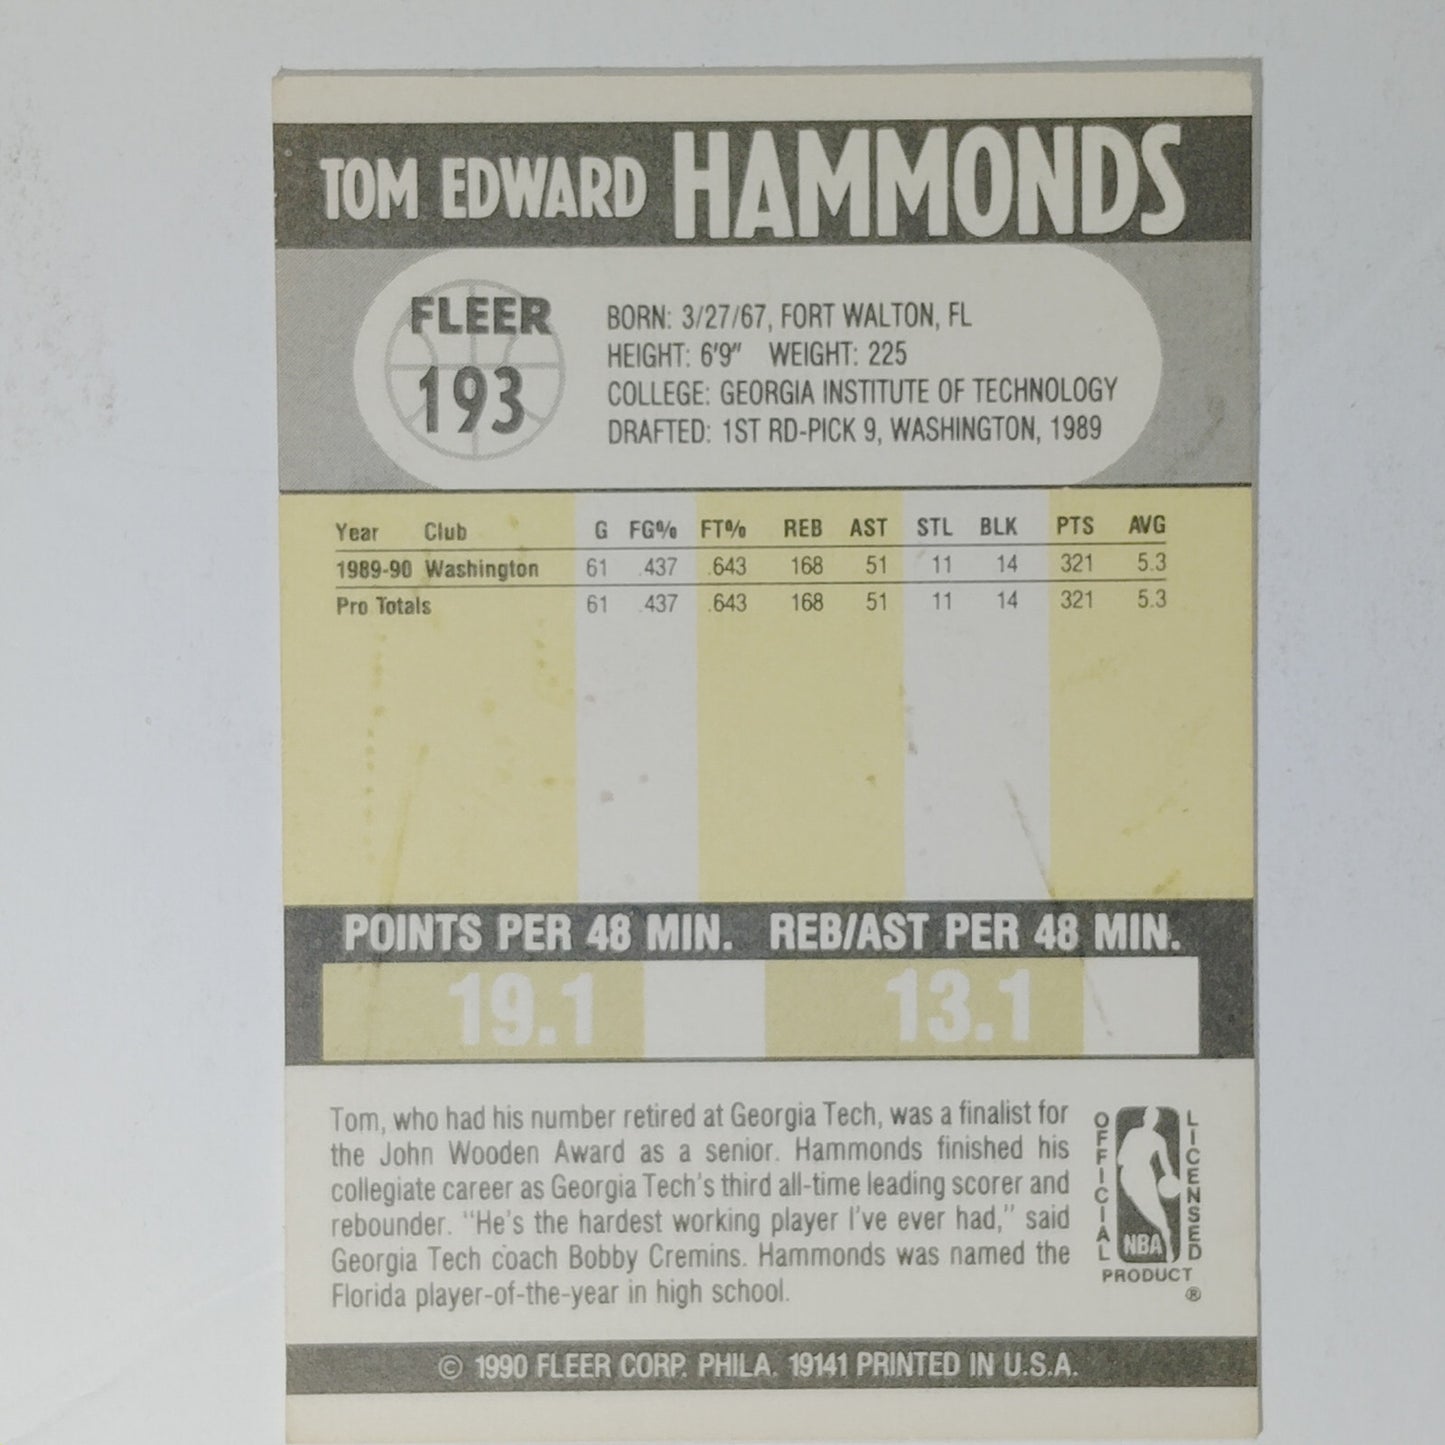 TOM EDWARD HAMMONDS
FLEER
193
BORN: 3/27/67, FORT WALTON, FL
HEIGHT: 6'9" WEIGHT: 225
COLLEGE: GEORGIA INSTITUTE OF TECHNOLOGY
DRAFTED: 1ST RD-PICK 9, WASHINGTON, 1989
Year Club G FG% FT% REB AST STL BLK PTS AVG
1989-90 Washington 61 .437 .643 168 51 11 14 321 5.3
Pro Totals 61 .437 .643 168 51 11 14 321 5.3
POINTS PER 48 MIN. REB/AST PER 48 MIN.
19.1 13.1
Tom, who had his number retired at Georgia Tech, was a finalist for
the John Wooden Award as a senior. Hammonds finished his
collegiate career as Georgia Tech's third all-time leading scorer and
rebounder. "He's the hardest working player I've ever had," said
Georgia Tech coach Bobby Cremins. Hammonds was named the
Florida player-of-the-year in high school.
OFFICIAL
LICENSED
NBA
PRODUCT
®
© 1990 FLEER CORP. PHILA. 19141 PRINTED IN U.S.A.